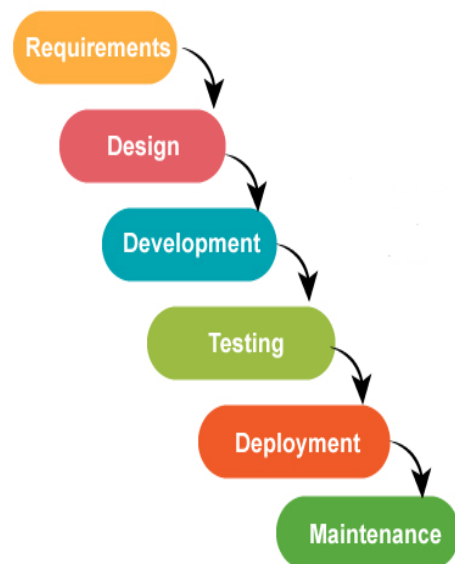 Requirements
Design
Development
Testing
Deployment
Maintenance